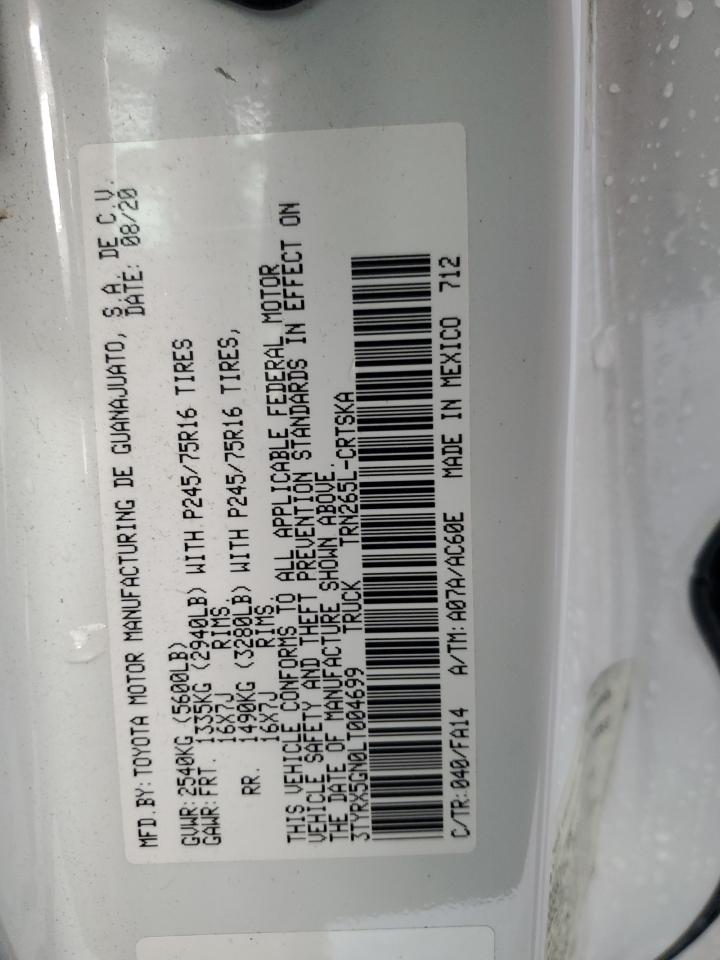 MFD.BY:TOYOTA MOTOR MANUFACTURING DE GUANAJUATO, S.A. DE C.V.
DATE: 08/20
GVWR:2540KG (5600LB)
GAWR:FRT. 1335KG (2940LB) WITH P245/75R16 TIRES
16X7J RIMS,
RR. 1490KG (3280LB) WITH P245/75R16 TIRES,
16X7J RIMS.
THIS VEHICLE CONFORMS TO ALL APPLICABLE FEDERAL MOTOR
VEHICLE SAFETY AND THEFT PREVENTION STANDARDS IN EFFECT ON
THE DATE OF MANUFACTURE SHOWN ABOVE.
3TYRX5GN0LT004699 TRUCK TRN265L-CRTSKA
C/TR:040/FA14 A/TM:A07A/AC60E MADE IN MEXICO 712